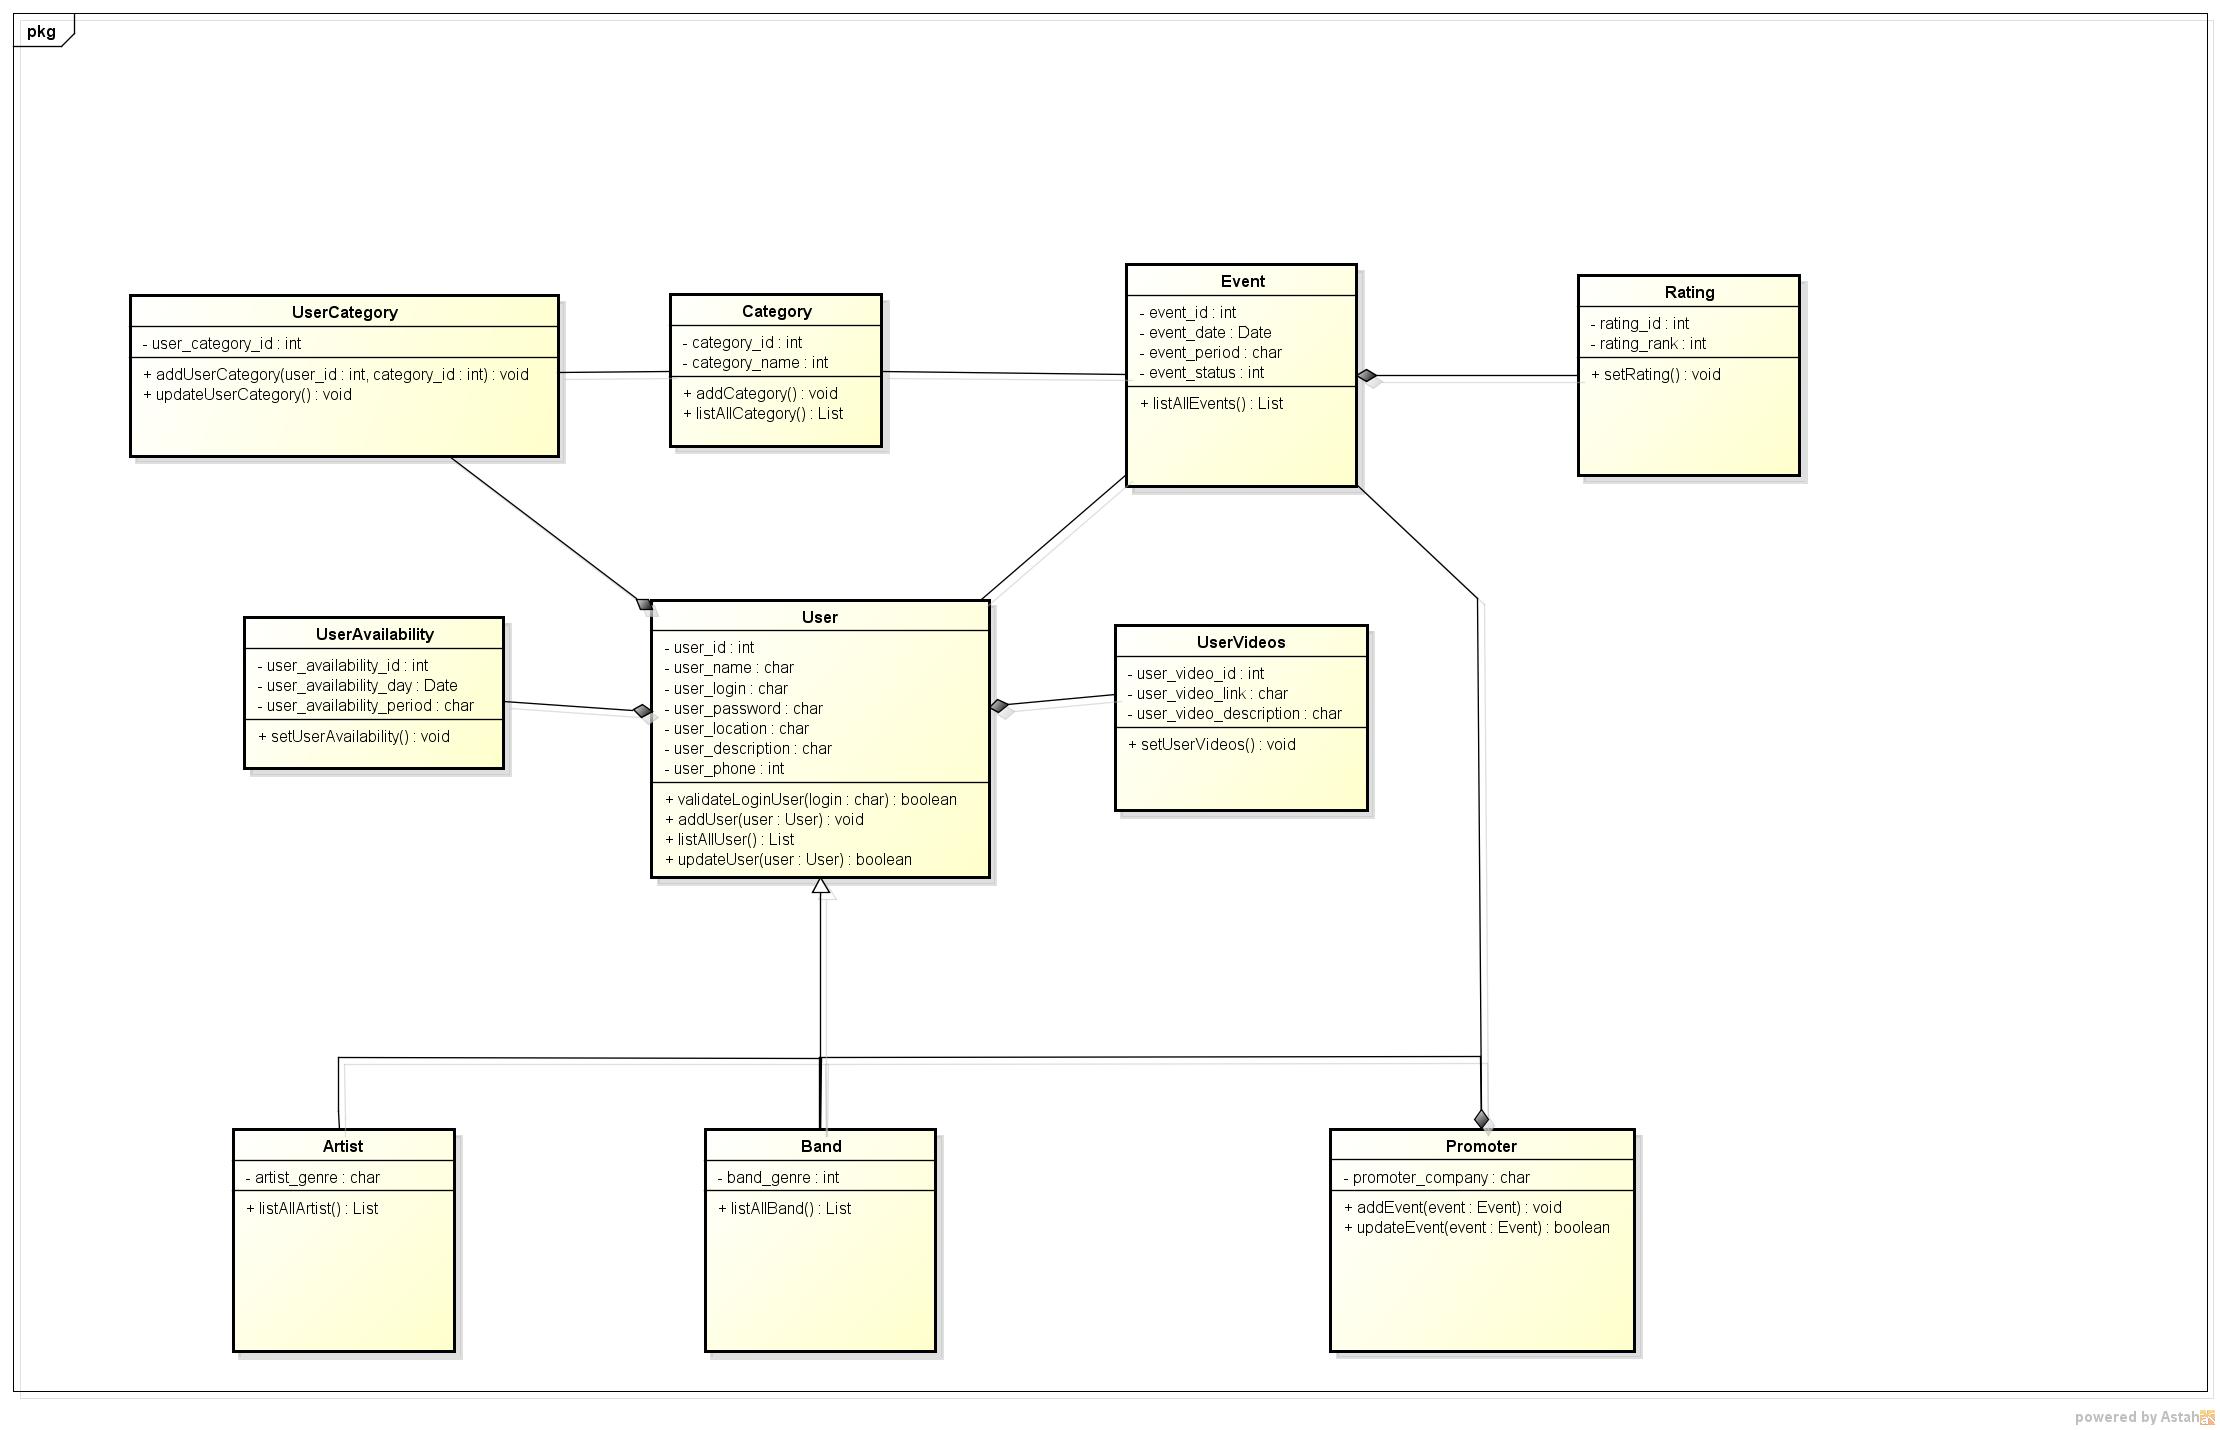 pkg
UserCategory
- user_category_id : int
+ addUserCategory(user_id : int, category_id : int) : void
+ updateUserCategory() : void
Category
- category_id : int
- category_name : int
+ addCategory() : void
+ listAllCategory() : List
Event
- event_id : int
- event_date : Date
- event_period : char
- event_status : int
+ listAllEvents() : List
Rating
- rating_id : int
- rating_rank : int
+ setRating() : void
UserAvailability
- user_availability_id : int
- user_availability_day : Date
- user_availability_period : char
+ setUserAvailability() : void
User
- user_id : int
- user_name : char
- user_login : char
- user_password : char
- user_location : char
- user_description : char
- user_phone : int
+ validateLoginUser(login : char) : boolean
+ addUser(user : User) : void
+ listAllUser() : List
+ updateUser(user : User) : boolean
UserVideos
- user_video_id : int
- user_video_link : char
- user_video_description : char
+ setUserVideos() : void
Artist
- artist_genre : char
+ listAllArtist() : List
Band
- band_genre : int
+ listAllBand() : List
Promoter
- promoter_company : char
+ addEvent(event : Event) : void
+ updateEvent(event : Event) : boolean
powered by Astah